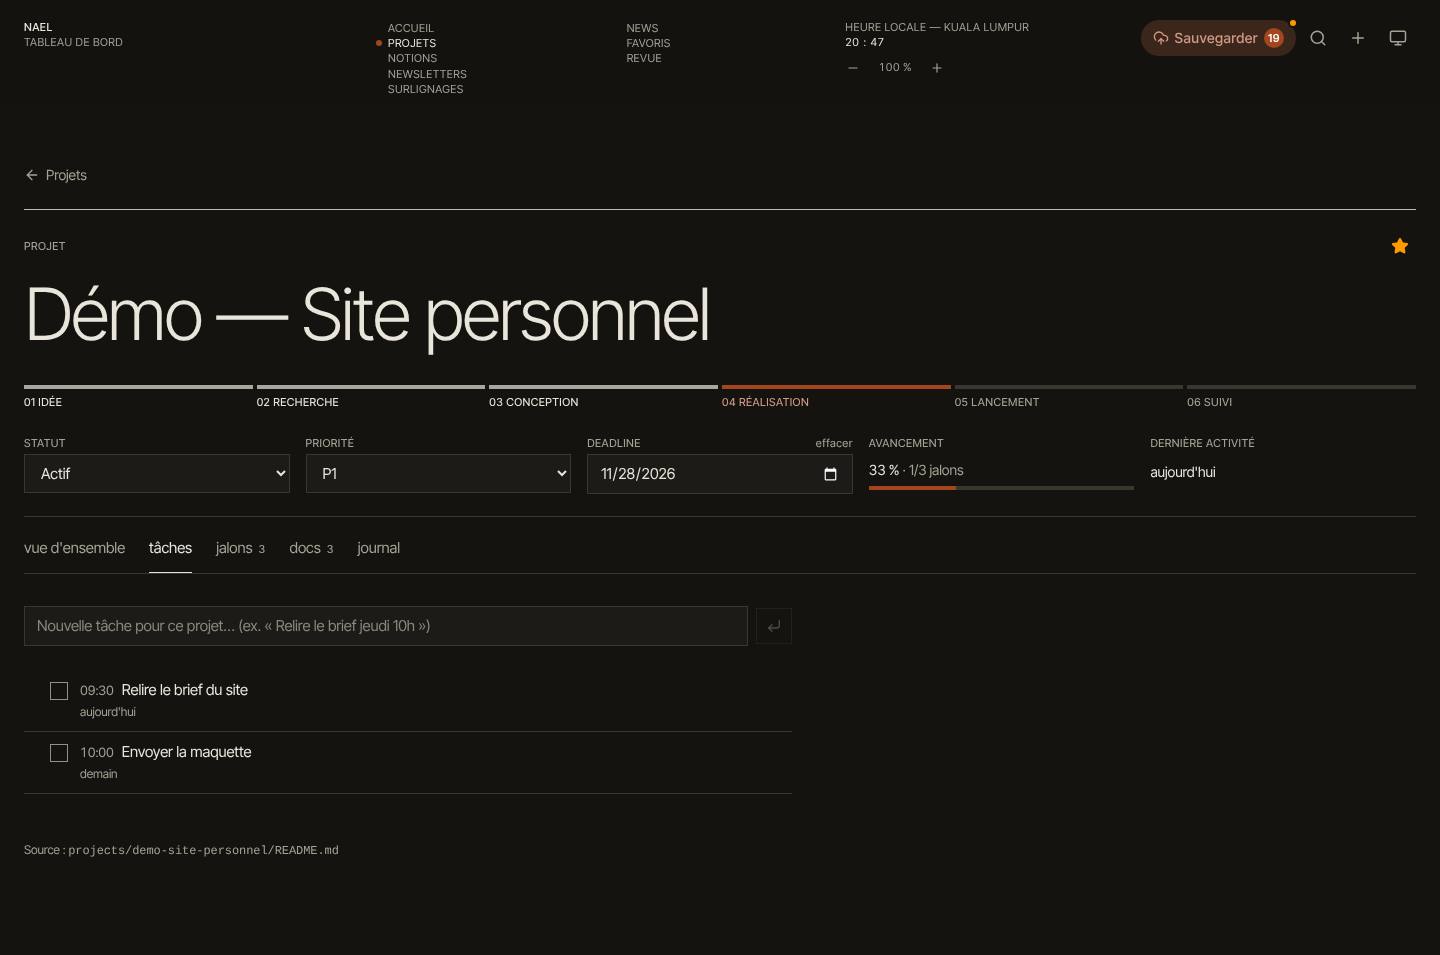 NAEL
TABLEAU DE BORD
ACCUEIL
PROJETS
NOTIONS
NEWSLETTERS
SURLIGNAGES
NEWS
FAVORIS
REVUE
HEURE LOCALE — KUALA LUMPUR
20 : 47
100 %
Sauvegarder 19
Projets
PROJET
Démo — Site personnel
01 IDÉE
02 RECHERCHE
03 CONCEPTION
04 RÉALISATION
05 LANCEMENT
06 SUIVI
STATUT
Actif
PRIORITÉ
P1
DEADLINE effacer
11/28/2026
AVANCEMENT
33 % · 1/3 jalons
DERNIÈRE ACTIVITÉ
aujourd'hui
vue d'ensemble tâches jalons 3 docs 3 journal
Nouvelle tâche pour ce projet… (ex. « Relire le brief jeudi 10h »)
09:30 Relire le brief du site
aujourd'hui
10:00 Envoyer la maquette
demain
Source : projects/demo-site-personnel/README.md